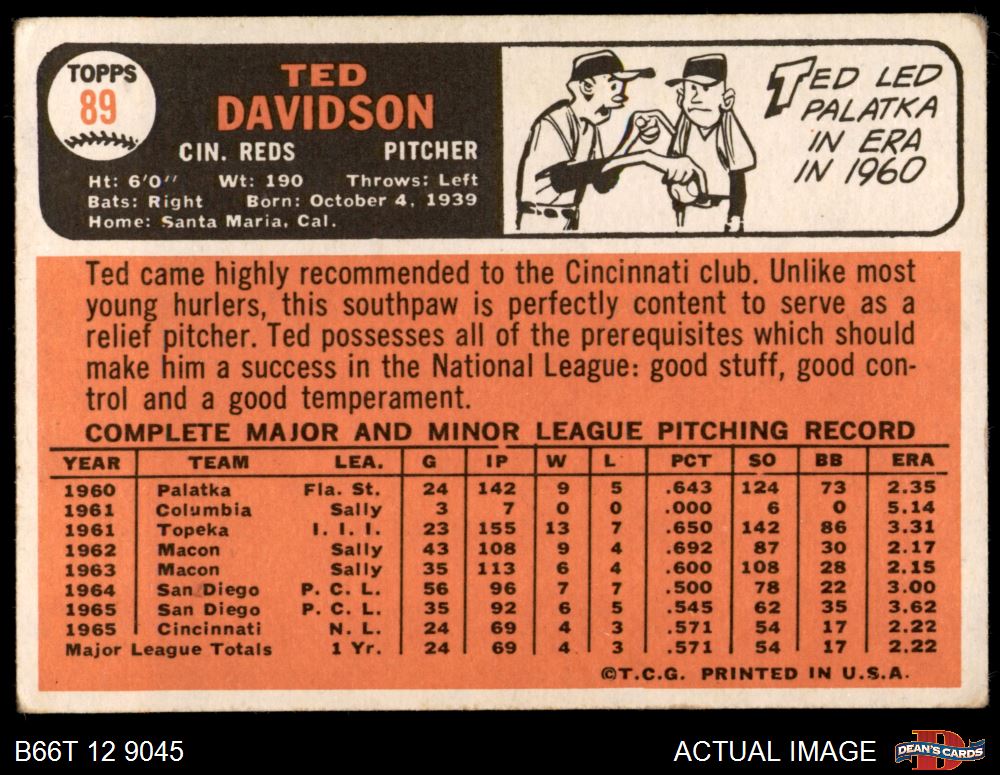 TOPPS
89
TED
DAVIDSON
CIN. REDS PITCHER
Ht: 6'0" Wt: 190 Throws: Left
Bats: Right Born: October 4, 1939
Home: Santa Maria, Cal.
TED LED
PALATKA
IN ERA
IN 1960
Ted came highly recommended to the Cincinnati club. Unlike most
young hurlers, this southpaw is perfectly content to serve as a
relief pitcher. Ted possesses all of the prerequisites which should
make him a success in the National League: good stuff, good con-
trol and a good temperament.
COMPLETE MAJOR AND MINOR LEAGUE PITCHING RECORD
YEAR TEAM LEA. G IP W L PCT SO BB ERA
1960 Palatka Fla. St. 24 142 9 5 .643 124 73 2.35
1961 Columbia Sally 3 7 0 0 .000 6 0 5.14
1961 Topeka I. I. I. 23 155 13 7 .650 142 86 3.31
1962 Macon Sally 43 108 9 4 .692 87 30 2.17
1963 Macon Sally 35 113 6 4 .600 108 28 2.15
1964 San Diego P. C. L. 56 96 7 7 .500 78 22 3.00
1965 San Diego P. C. L. 35 92 6 5 .545 62 35 3.62
1965 Cincinnati N. L. 24 69 4 3 .571 54 17 2.22
Major League Totals 1 Yr. 24 69 4 3 .571 54 17 2.22
©T.C.G. PRINTED IN U.S.A.
B66T 12 9045 ACTUAL IMAGE
D
DEAN'S CARDS